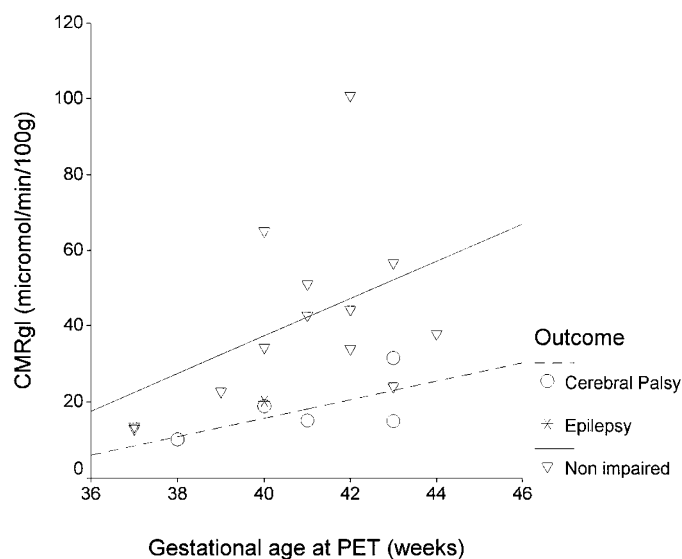 120
100
80
60
40
20
0
CMRgl (micromol/min/100g)
36
38
40
42
44
46
Gestational age at PET (weeks)
Outcome
Cerebral Palsy
Epilepsy
Non impaired